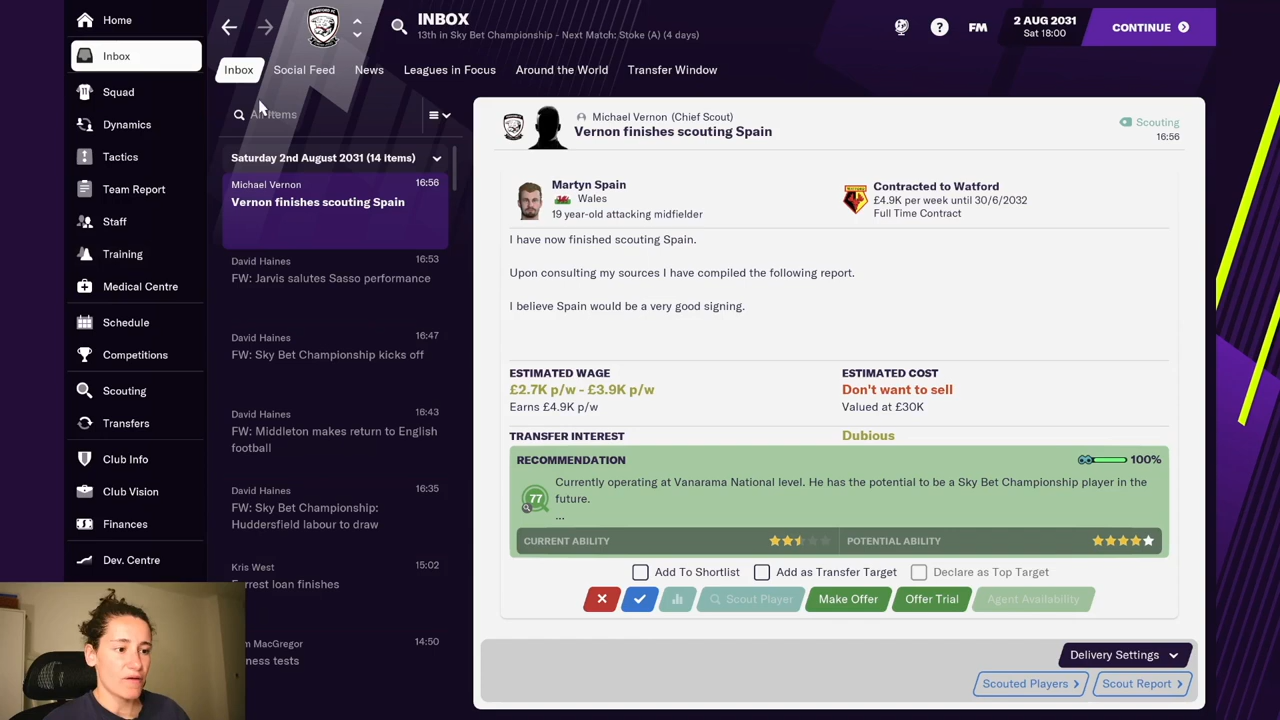 Home
Inbox
Squad
Dynamics
Tactics
Team Report
Staff
Training
Medical Centre
Schedule
Competitions
Scouting
Transfers
Club Info
Club Vision
Finances
Dev. Centre
INBOX
13th in Sky Bet Championship - Next Match: Stoke (A) (4 days)
FM
2 AUG 2031
Sat 18:00
CONTINUE
Inbox
Social Feed
News
Leagues in Focus
Around the World
Transfer Window
All Items
Saturday 2nd August 2031 (14 items)
Michael Vernon 16:56
Vernon finishes scouting Spain
David Haines 16:53
FW: Jarvis salutes Sasso performance
David Haines 16:47
FW: Sky Bet Championship kicks off
David Haines 16:43
FW: Middleton makes return to English
football
David Haines 16:35
FW: Sky Bet Championship:
Huddersfield labour to draw
Kris West 15:02
loan finishes
MacGregor 14:50
tests
Michael Vernon (Chief Scout)
Vernon finishes scouting Spain
Scouting
16:56
Martyn Spain
Wales
19 year-old attacking midfielder
Contracted to Watford
£4.9K per week until 30/6/2032
Full Time Contract
I have now finished scouting Spain.
Upon consulting my sources I have compiled the following report.
I believe Spain would be a very good signing.
ESTIMATED WAGE
£2.7K p/w - £3.9K p/w
Earns £4.9K p/w
ESTIMATED COST
Don't want to sell
Valued at £30K
TRANSFER INTEREST
Dubious
RECOMMENDATION
100%
77
Currently operating at Vanarama National level. He has the potential to be a Sky Bet Championship player in the
future.
...
CURRENT ABILITY
POTENTIAL ABILITY
Add To Shortlist
Add as Transfer Target
Declare as Top Target
Scout Player
Make Offer
Offer Trial
Agent Availability
Delivery Settings
Scouted Players
Scout Report